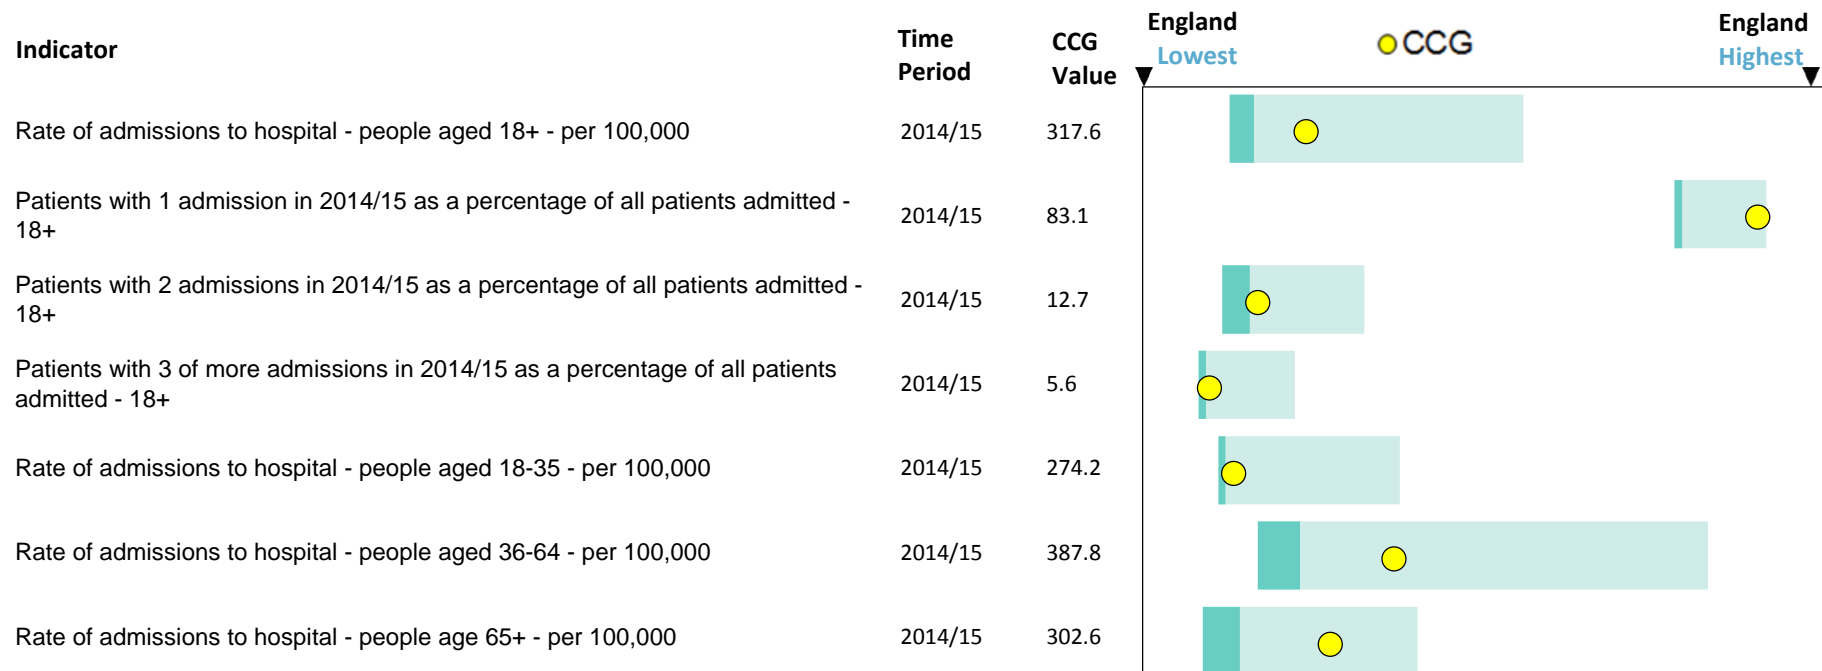 Indicator
Time
Period
CCG
Value
England
Lowest
CCG
England
Highest
Rate of admissions to hospital - people aged 18+ - per 100,000 2014/15 317.6
Patients with 1 admission in 2014/15 as a percentage of all patients admitted -
18+
2014/15 83.1
Patients with 2 admissions in 2014/15 as a percentage of all patients admitted -
18+
2014/15 12.7
Patients with 3 of more admissions in 2014/15 as a percentage of all patients
admitted - 18+
2014/15 5.6
Rate of admissions to hospital - people aged 18-35 - per 100,000 2014/15 274.2
Rate of admissions to hospital - people aged 36-64 - per 100,000 2014/15 387.8
Rate of admissions to hospital - people age 65+ - per 100,000 2014/15 302.6